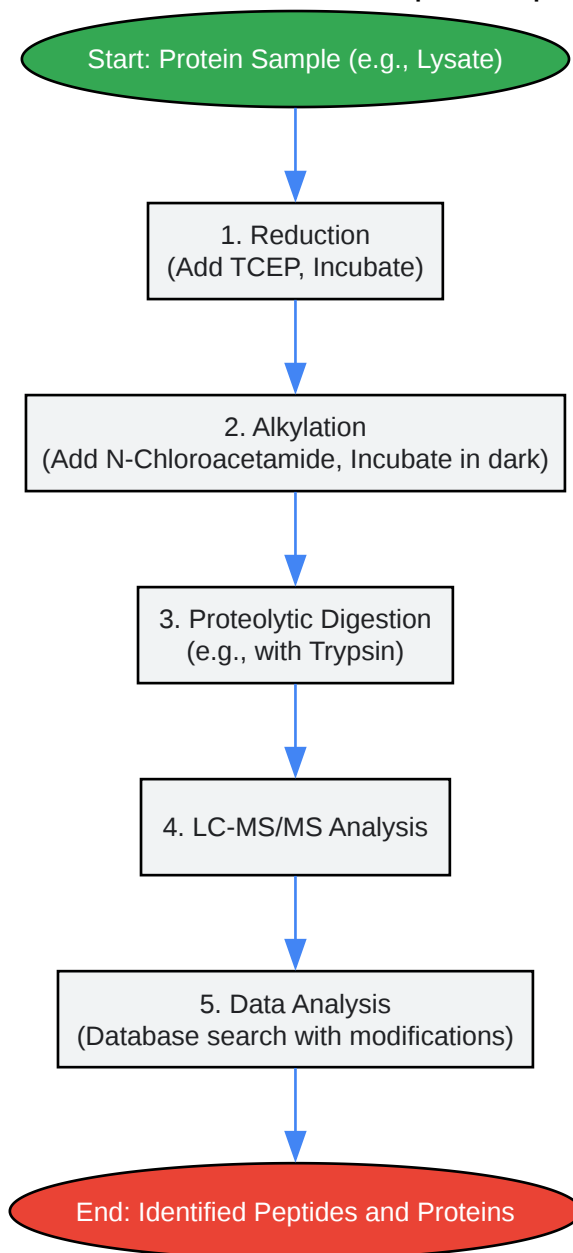 Start: Protein Sample (e.g., Lysate)
1. Reduction
(Add TCEP, Incubate)
2. Alkylation
(Add N-Chloroacetamide, Incubate in dark)
3. Proteolytic Digestion
(e.g., with Trypsin)
4. LC-MS/MS Analysis
5. Data Analysis
(Database search with modifications)
End: Identified Peptides and Proteins